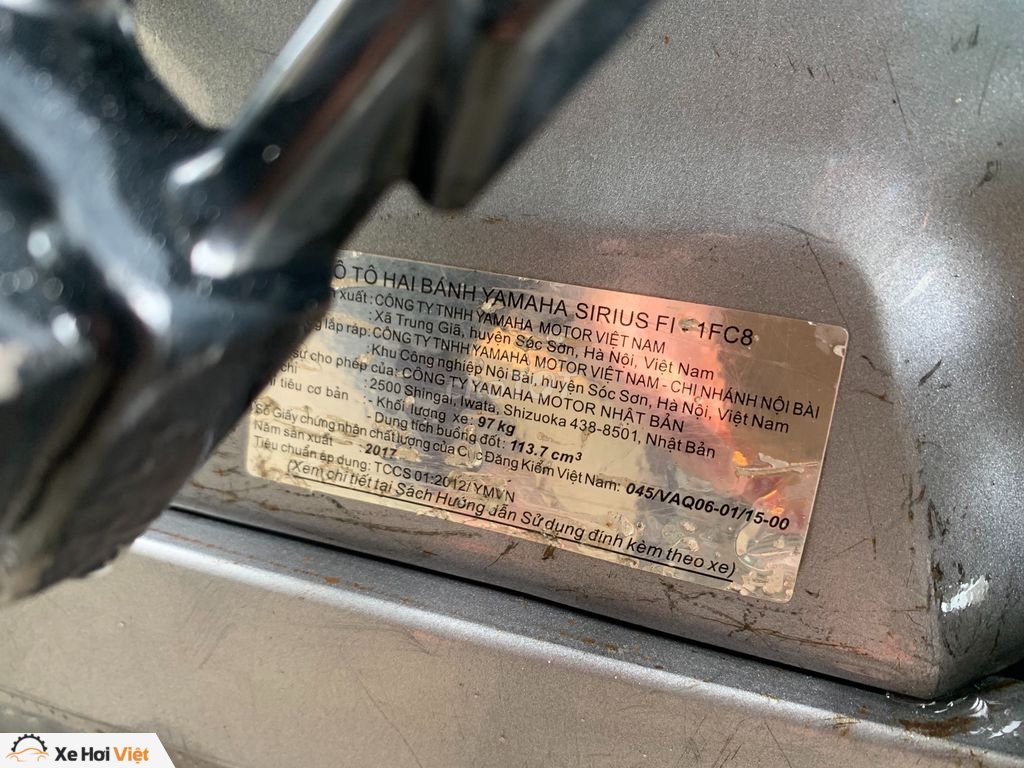 Ô TÔ HAI BÁNH YAMAHA SIRIUS FI - 1FC8
xuất : CÔNG TY TNHH YAMAHA MOTOR VIỆT NAM
: Xã Trung Giã, huyện Sóc Sơn, Hà Nội, Việt Nam
lắp ráp: CÔNG TY TNHH YAMAHA MOTOR VIỆT NAM - CHI NHÁNH NỘI BÀI
: Khu Công nghiệp Nội Bài, huyện Sóc Sơn, Hà Nội, Việt Nam
sự cho phép của: CÔNG TY YAMAHA MOTOR NHẬT BẢN
chỉ : 2500 Shingai, Iwata, Shizuoka 438-8501, Nhật Bản
tiêu cơ bản : - Khối lượng xe: 97 kg
- Dung tích buồng đốt: 113.7 cm³
Số Giấy chứng nhận chất lượng của Cục Đăng Kiểm Việt Nam: 045/VAQ06-01/15-00
Năm sản xuất : 2017
Tiêu chuẩn áp dụng: TCCS 01:2012/YMVN
(Xem chi tiết tại Sách Hướng dẫn Sử dụng đính kèm theo xe)
Xe Hơi Việt